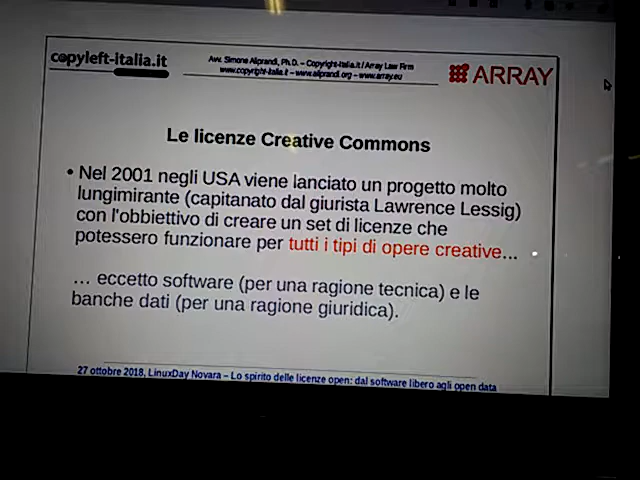 copyleft-italia.it
Avv. Simone Aliprandi, Ph.D. – Copyright-Italia.it / Array Law Firm
www.copyright-italia.it – www.aliprandi.org – www.array.eu
ARRAY
Le licenze Creative Commons
• Nel 2001 negli USA viene lanciato un progetto molto
lungimirante (capitanato dal giurista Lawrence Lessig)
con l'obbiettivo di creare un set di licenze che
potessero funzionare per tutti i tipi di opere creative...
... eccetto software (per una ragione tecnica) e le
banche dati (per una ragione giuridica).
27 ottobre 2018, LinuxDay Novara – Lo spirito delle licenze open: dal software libero agli open data